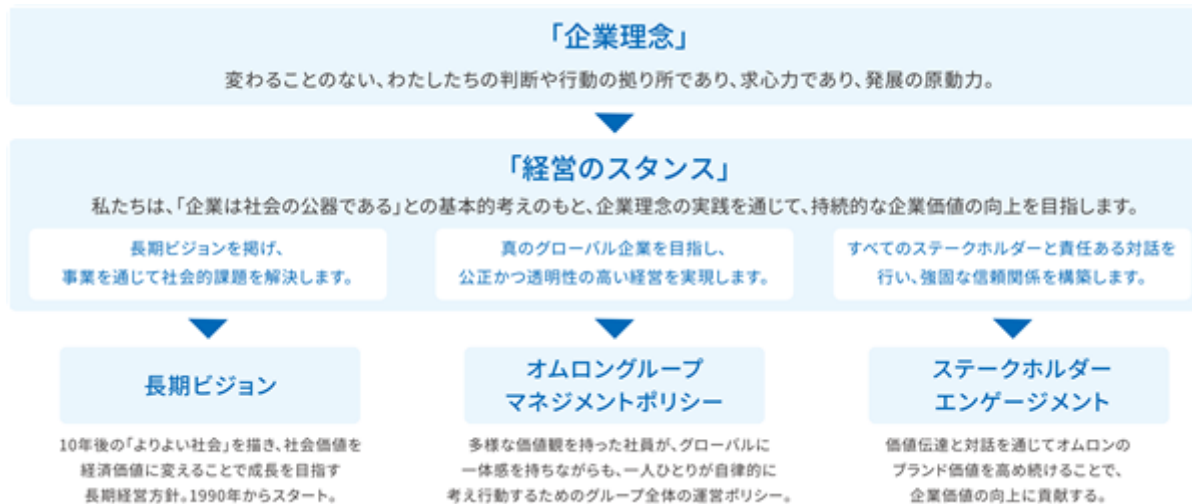 「企業理念」
変わることのない、わたしたちの判断や行動の拠り所であり、求心力であり、発展の原動力。
「経営のスタンス」
私たちは、「企業は社会の公器である」との基本的考えのもと、企業理念の実践を通じて、持続的な企業価値の向上を目指します。
長期ビジョンを掲げ、
事業を通じて社会的課題を解決します。
真のグローバル企業を目指し、
公正かつ透明性の高い経営を実現します。
すべてのステークホルダーと責任ある対話を
行い、強固な信頼関係を構築します。
長期ビジョン
10年後の「よりよい社会」を描き、社会価値を
経済価値に変えることで成長を目指す
長期経営方針。1990年からスタート。
オムロングループ
マネジメントポリシー
多様な価値観を持った社員が、グローバルに
一体感を持ちながらも、一人ひとりが自律的に
考え行動するためのグループ全体の運営ポリシー。
ステークホルダー
エンゲージメント
価値伝達と対話を通じてオムロンの
ブランド価値を高め続けることで、
企業価値の向上に貢献する。